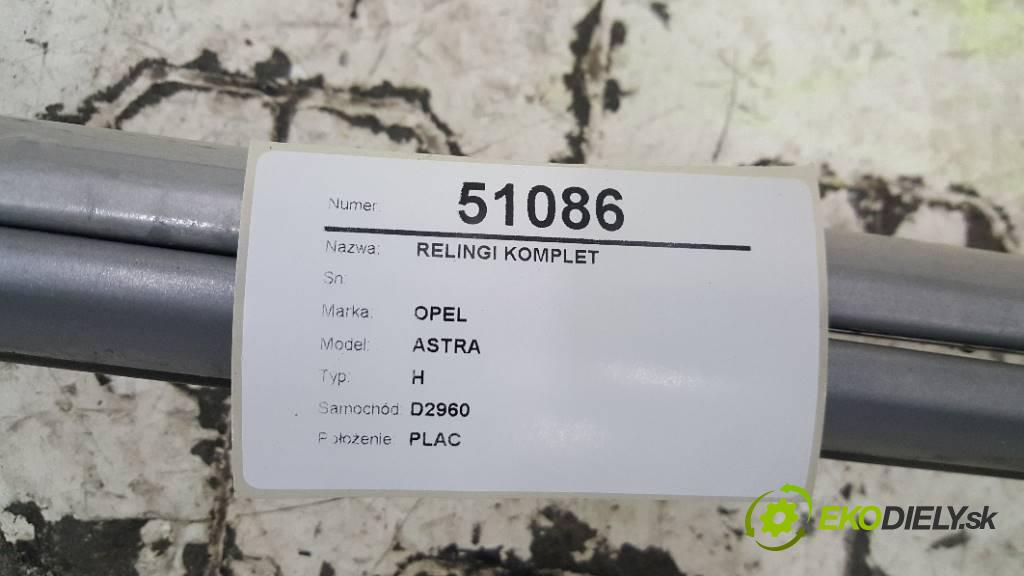 Numer: 51086
Nazwa: RELINGI KOMPLET
Sn:
Marka: OPEL
Model: ASTRA
Typ: H
Samochód: D2960
Położenie: PLAC
EKODIELY.sk